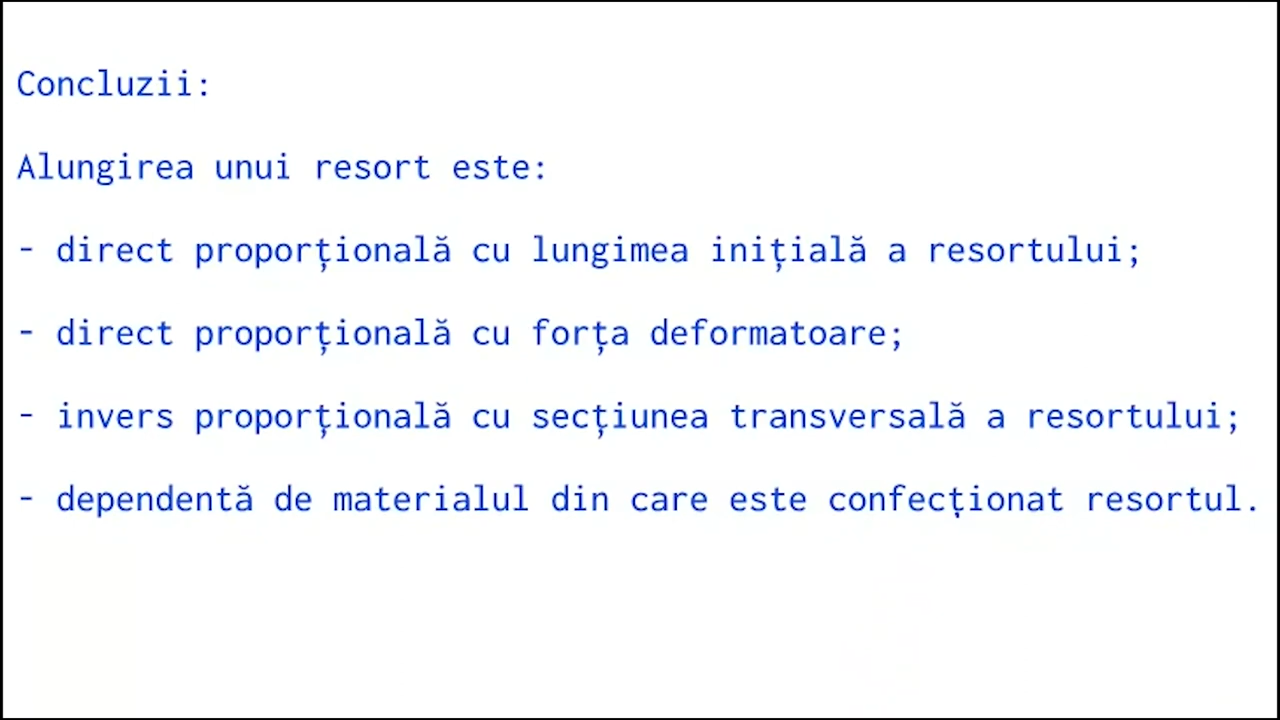 Concluzii:
Alungirea unui resort este:
- direct proporțională cu lungimea inițială a resortului;
- direct proporțională cu forța deformatoare;
- invers proporțională cu secțiunea transversală a resortului;
- dependentă de materialul din care este confecționat resortul.